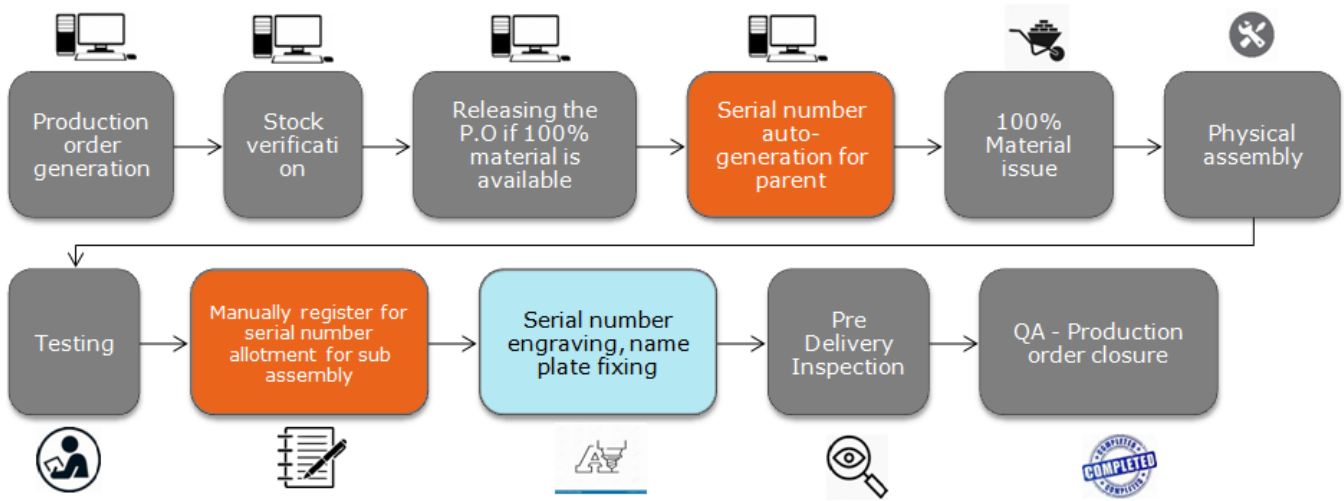 Production
order
generation
Stock
verificati
on
Releasing the
P.O if 100%
material is
available
Serial number
auto-
generation for
parent
100%
Material
issue
Physical
assembly
Testing
Manually register for
serial number
allotment for sub
assembly
Serial number
engraving, name
plate fixing
Pre
Delivery
Inspection
QA - Production
order closure
A
COMPLETED
COMPLETED
COMPLETED